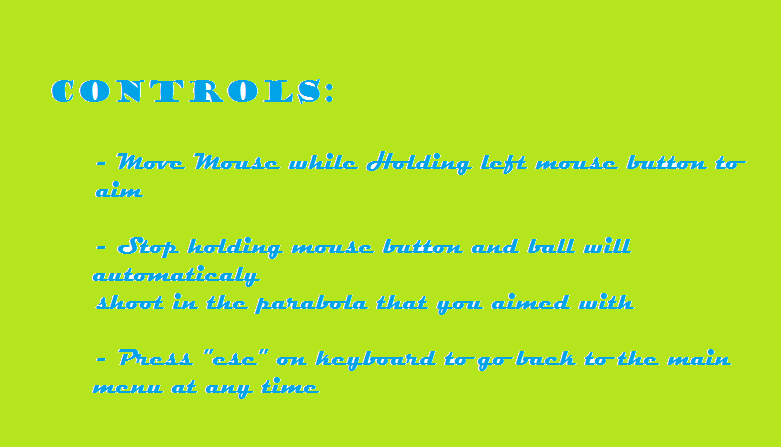 CONTROLS:
- Move Mouse while Holding left mouse button to
aim
- Stop holding mouse button and ball will
automaticaly
shoot in the parabola that you aimed with
- Press "esc" on keyboard to go back to the main
menu at any time